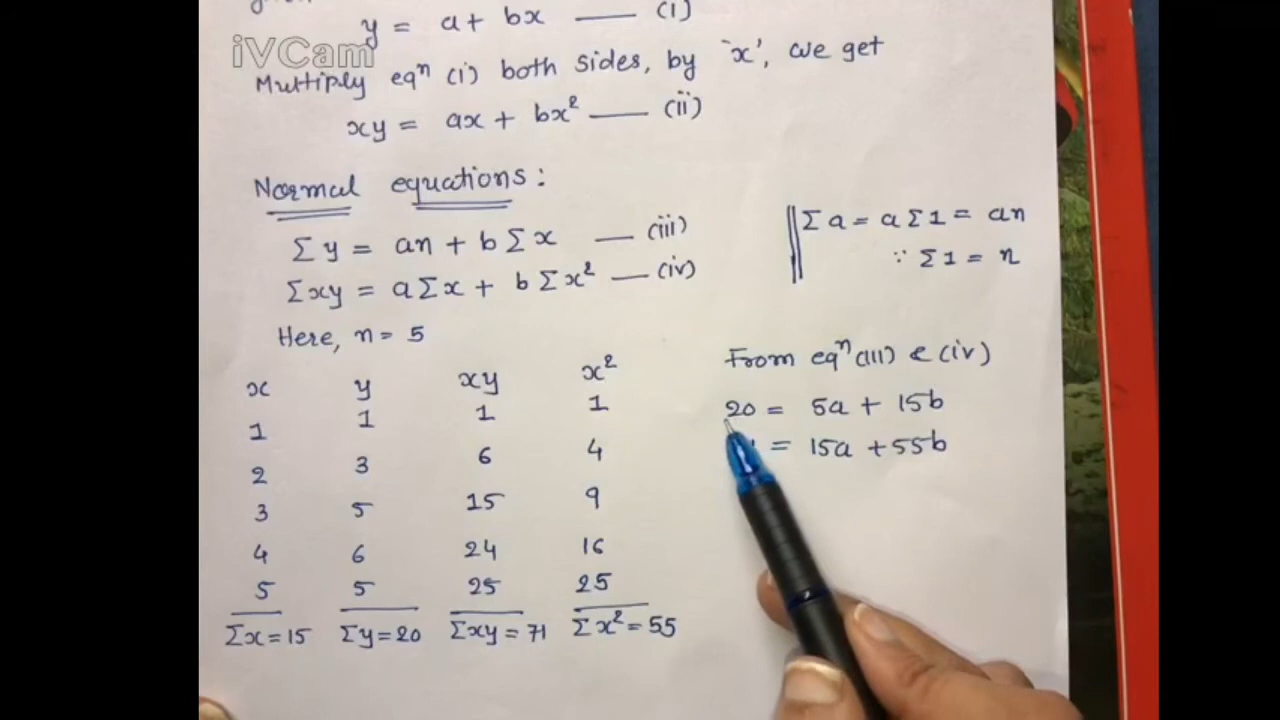 y = a + bx —— (i)
iVCam
Multiply eqⁿ (i) both sides, by 'x', we get
xy = ax + bx² —— (ii)
Normal equations:
Σy = an + bΣx — (iii)
Σxy = aΣx + bΣx² — (iv)
Σa = aΣ1 = an
∵ Σ1 = n
Here, n = 5
x y xy x²
1 1 1 1
2 3 6 4
3 5 15 9
4 6 24 16
5 5 25 25
Σx = 15 Σy = 20 Σxy = 71 Σx² = 55
From eqⁿ (iii) & (iv)
20 = 5a + 15b
= 15a + 55b